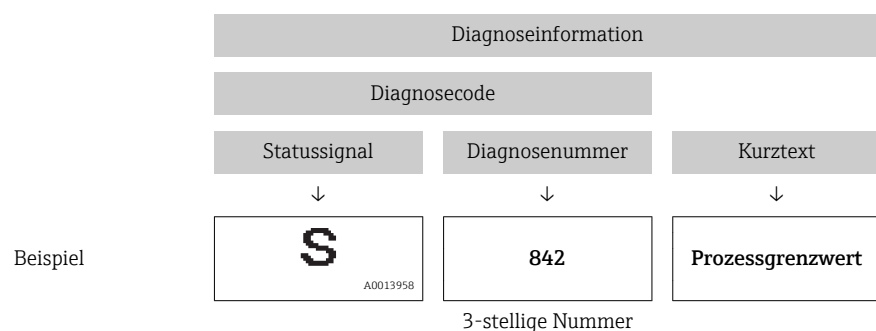 Diagnoseinformation
Diagnosecode
Statussignal Diagnosenummer Kurztext
↓ ↓ ↓
Beispiel S 842 Prozessgrenzwert
A0013958
3-stellige Nummer